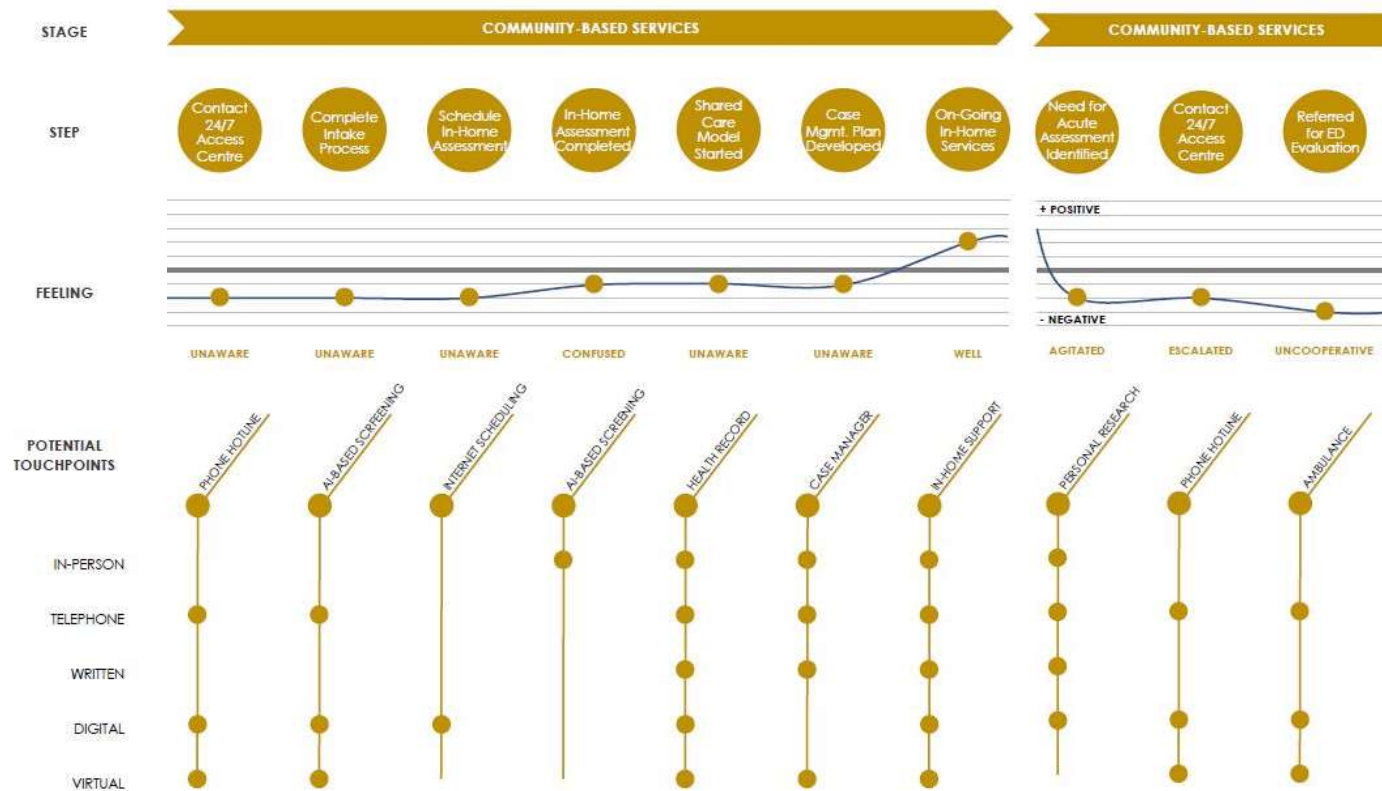 STAGE
COMMUNITY-BASED SERVICES
COMMUNITY-BASED SERVICES
STEP
Contact
24/7
Access
Centre
Complete
Intake
Process
Schedule
In-Home
Assessment
In-Home
Assessment
Completed
Shared
Care
Model
Started
Case
Mgmt. Plan
Developed
On-Going
In-Home
Services
Need for
Acute
Assessment
Identified
Contact
24/7
Access
Centre
Referred
for ED
Evaluation
+ POSITIVE
FEELING
- NEGATIVE
UNAWARE
UNAWARE
UNAWARE
CONFUSED
UNAWARE
UNAWARE
WELL
AGITATED
ESCALATED
UNCOOPERATIVE
POTENTIAL
TOUCHPOINTS
PHONE HOTLINE
AI-BASED SCREENING
INTERNET SCHEDULING
AI-BASED SCREENING
HEALTH RECORD
CASE MANAGER
IN-HOME SUPPORT
PERSONAL RESEARCH
PHONE HOTLINE
AMBULANCE
IN-PERSON
TELEPHONE
WRITTEN
DIGITAL
VIRTUAL